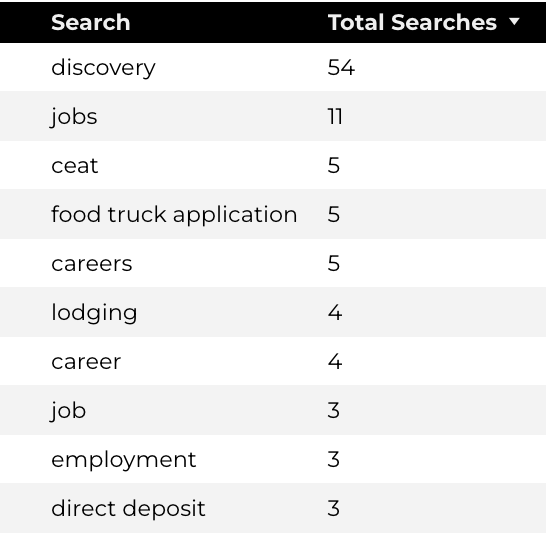 Search Total Searches ▼
discovery 54
jobs 11
ceat 5
food truck application 5
careers 5
lodging 4
career 4
job 3
employment 3
direct deposit 3